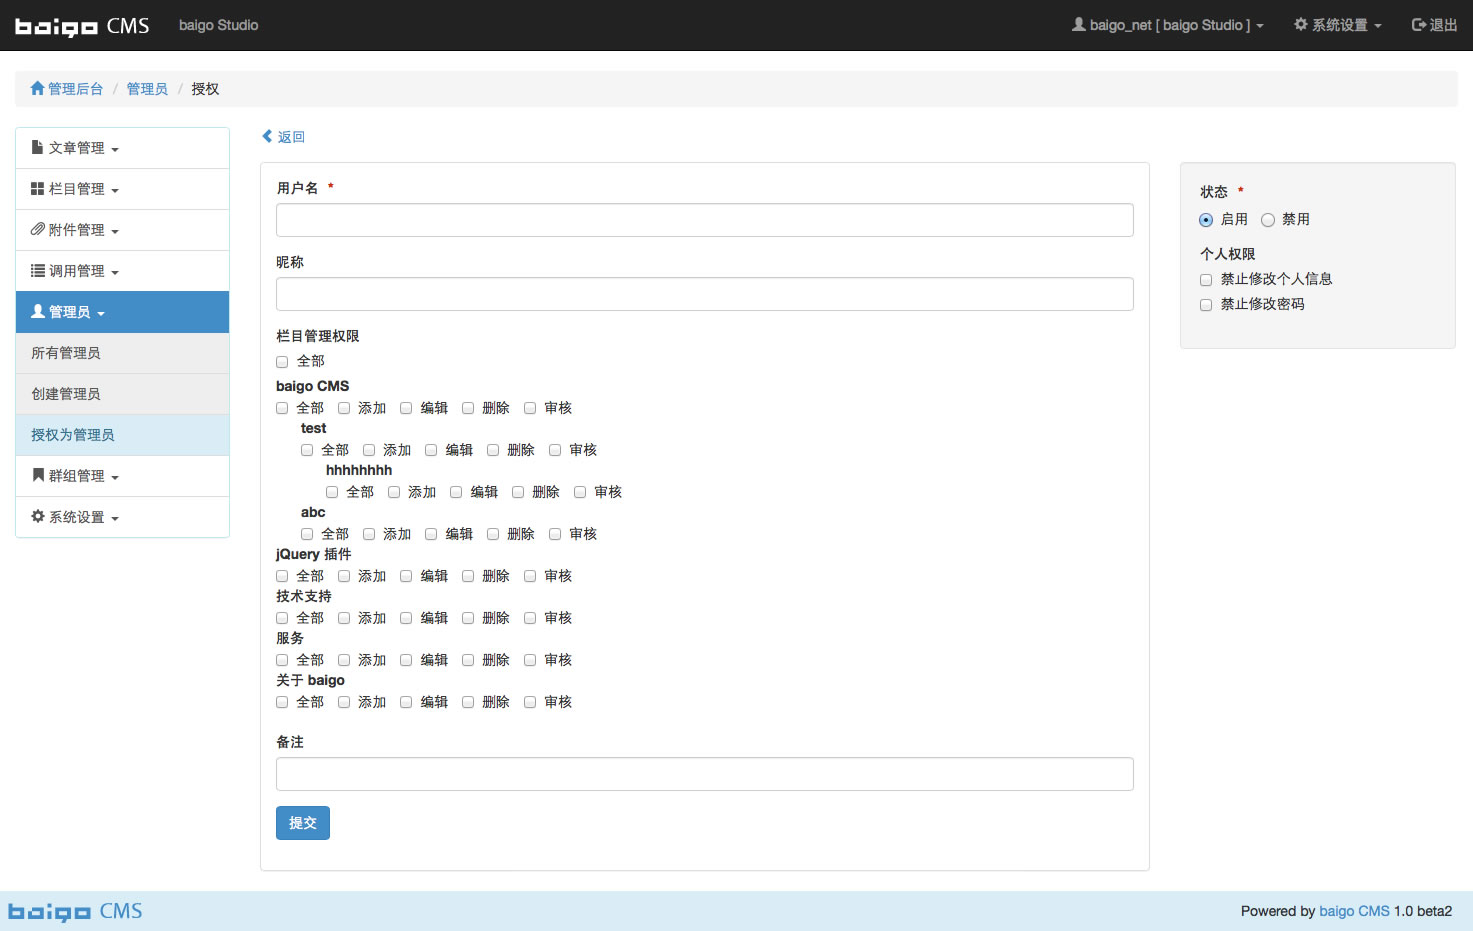 baigo CMS baigo Studio baigo_net [ baigo Studio ] 系统设置 退出
管理后台 / 管理员 / 授权
文章管理
栏目管理
附件管理
调用管理
管理员
所有管理员
创建管理员
授权为管理员
群组管理
系统设置
返回
用户名 *
昵称
栏目管理权限
全部
baigo CMS
全部 添加 编辑 删除 审核
test
全部 添加 编辑 删除 审核
hhhhhhhh
全部 添加 编辑 删除 审核
abc
全部 添加 编辑 删除 审核
jQuery 插件
全部 添加 编辑 删除 审核
技术支持
全部 添加 编辑 删除 审核
服务
全部 添加 编辑 删除 审核
关于 baigo
全部 添加 编辑 删除 审核
备注
提交
状态 *
启用 禁用
个人权限
禁止修改个人信息
禁止修改密码
baigo CMS Powered by baigo CMS 1.0 beta2